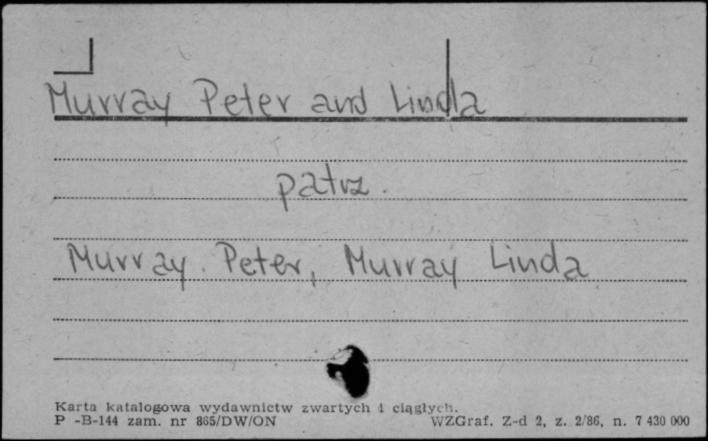 Murray Peter and Linda
patrz.
Murray Peter, Murray Linda
Karta katalogowa wydawnictw zwartych i ciągłych.
P -B-144 zam. nr 865/DW/ON WZGraf. Z-d 2, z. 2/86, n. 7 430 000